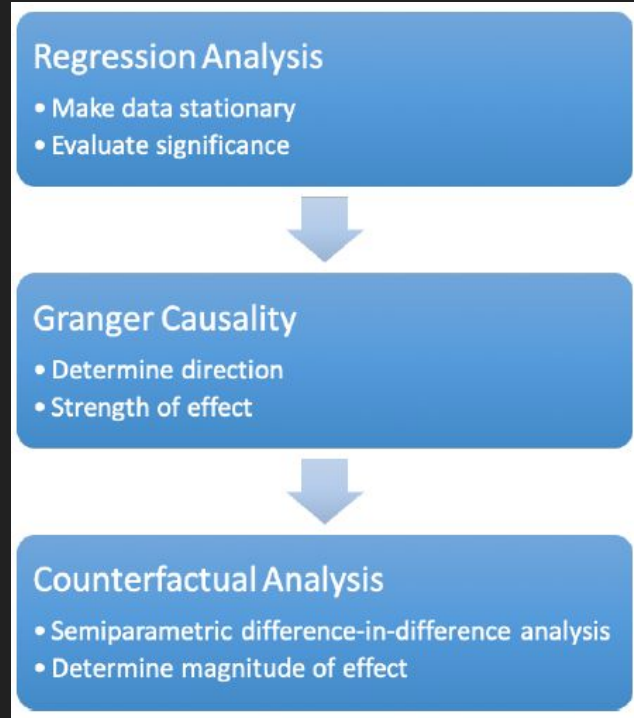 Regression Analysis
• Make data stationary
• Evaluate significance
Granger Causality
• Determine direction
• Strength of effect
Counterfactual Analysis
• Semiparametric difference-in-difference analysis
• Determine magnitude of effect